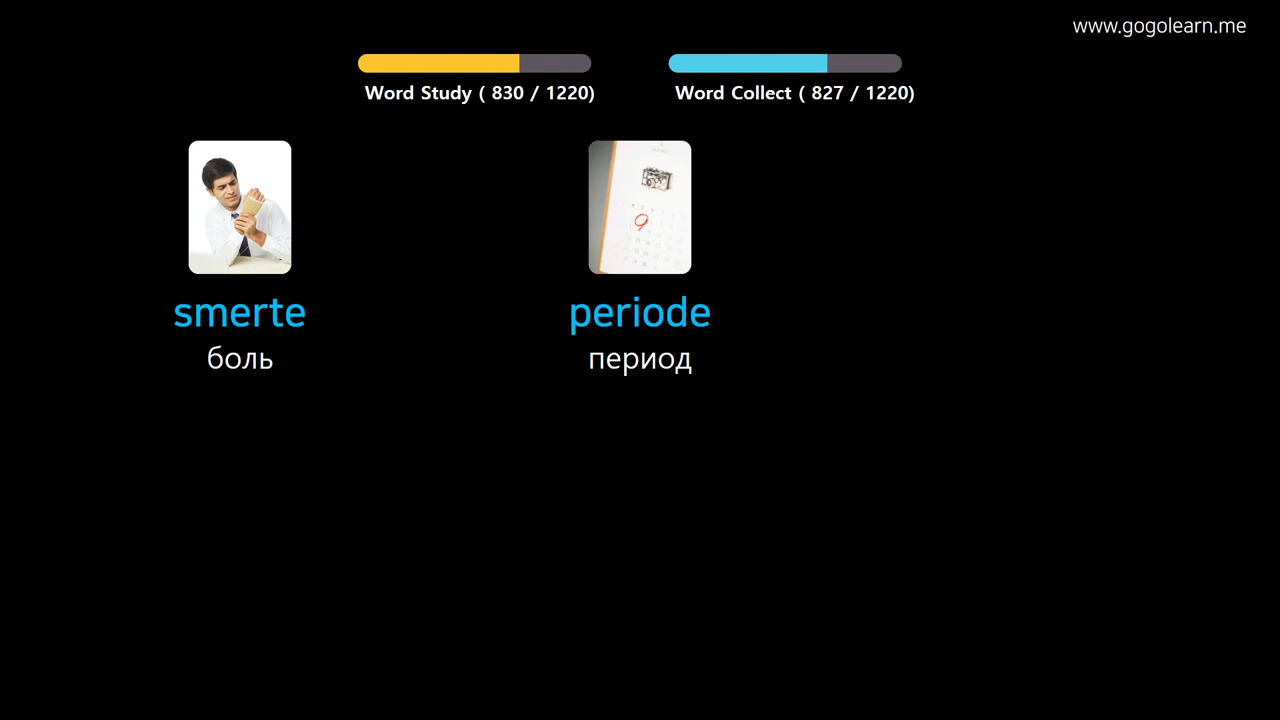 www.gogolearn.me
Word Study ( 830 / 1220)
Word Collect ( 827 / 1220)
smerte
боль
periode
период